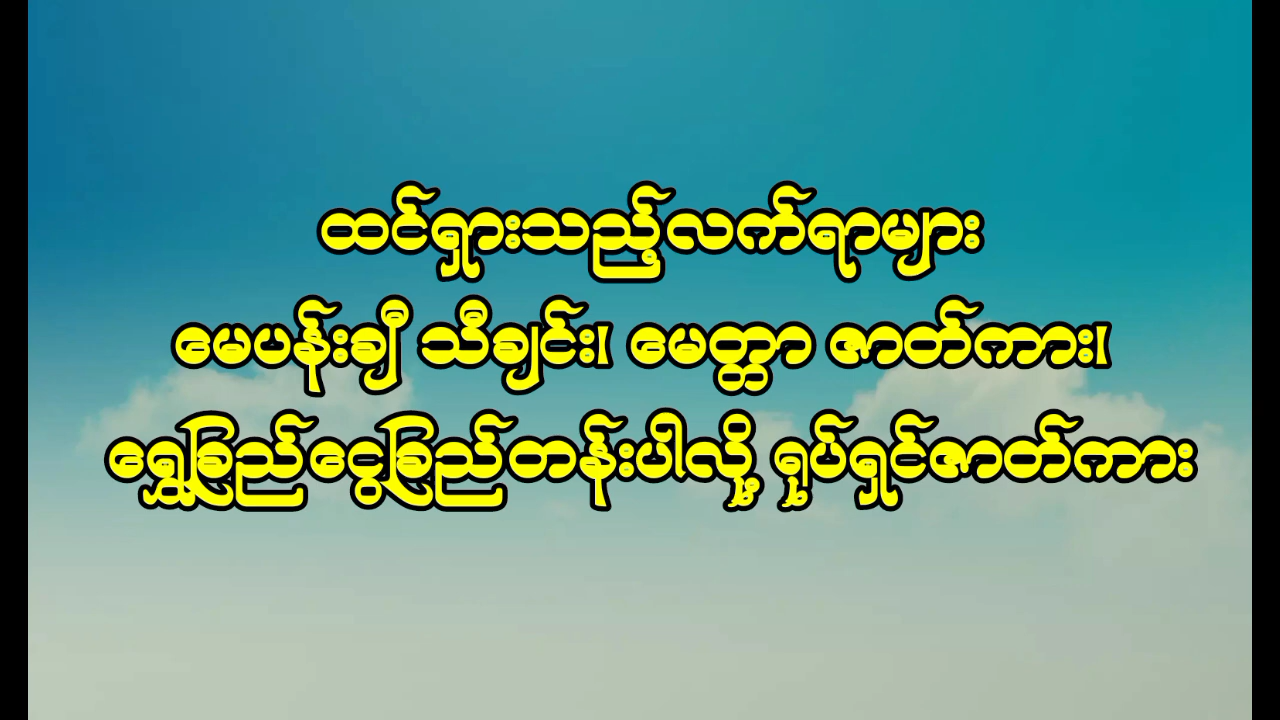 ထင်ရှားသည့်လက်ရာများ
မေပန်းချီ သီချင်း၊ မေတ္တာ ဇာတ်ကား၊
ရွှေခြည်ငွေခြည်တန်းပါလို့ ရုပ်ရှင်ဇာတ်ကား